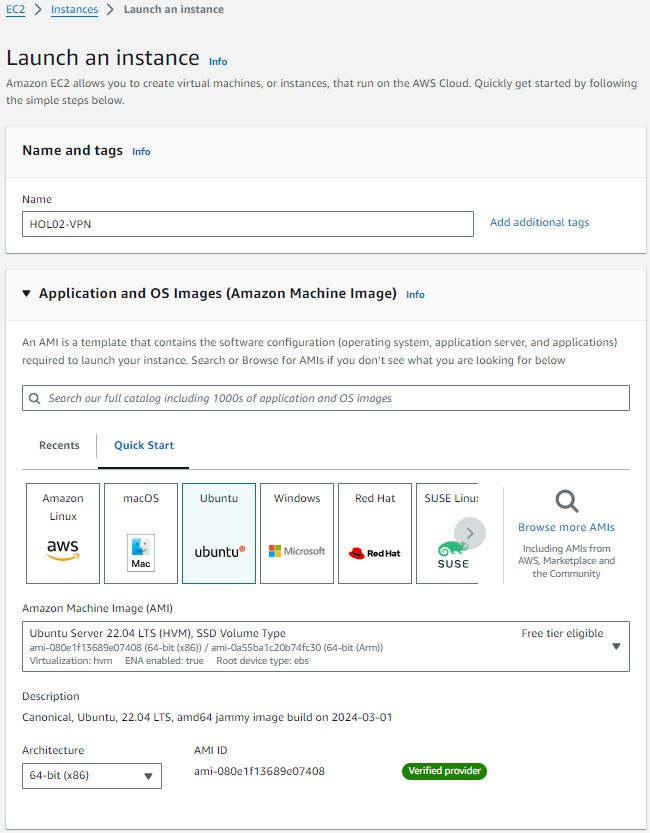 EC2 > Instances > Launch an instance
Launch an instance Info
Amazon EC2 allows you to create virtual machines, or instances, that run on the AWS Cloud. Quickly get started by following
the simple steps below.
Name and tags Info
Name
HOL02-VPN
Add additional tags
Application and OS Images (Amazon Machine Image) Info
An AMI is a template that contains the software configuration (operating system, application server, and applications)
required to launch your instance. Search or Browse for AMIs if you don't see what you are looking for below
Search our full catalog including 1000s of application and OS images
Recents
Quick Start
Amazon
Linux
aws
macOS
Mac
Ubuntu
ubuntu
Windows
Microsoft
Red Hat
Red Hat
SUSE Linux
SUSE
Browse more AMIs
Including AMIs from
AWS, Marketplace and
the Community
Amazon Machine Image (AMI)
Ubuntu Server 22.04 LTS (HVM), SSD Volume Type
Free tier eligible
ami-080e1f13689e07408 (64-bit (x86)) / ami-0a55ba1c20b74fc30 (64-bit (Arm))
Virtualization: hvm ENA enabled: true Root device type: ebs
Description
Canonical, Ubuntu, 22.04 LTS, amd64 jammy image build on 2024-03-01
Architecture
64-bit (x86)
AMI ID
ami-080e1f13689e07408
Verified provider